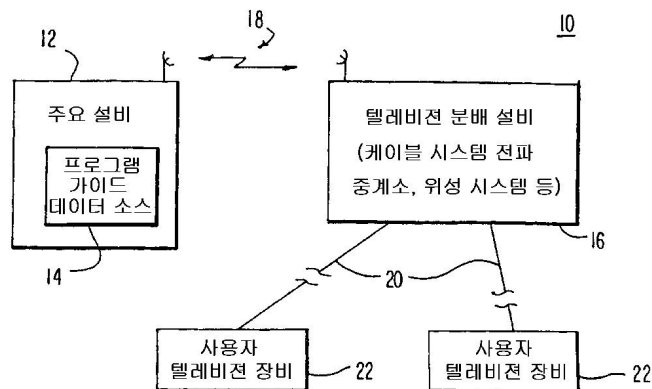 18
10
12
주요 설비
프로그램
가이드
데이터 소스
14
텔레비젼 분배 설비
(케이블 시스템 전파
중계소, 위성 시스템 등)
16
20
사용자
텔레비젼 장비
22
사용자
텔레비젼 장비
22